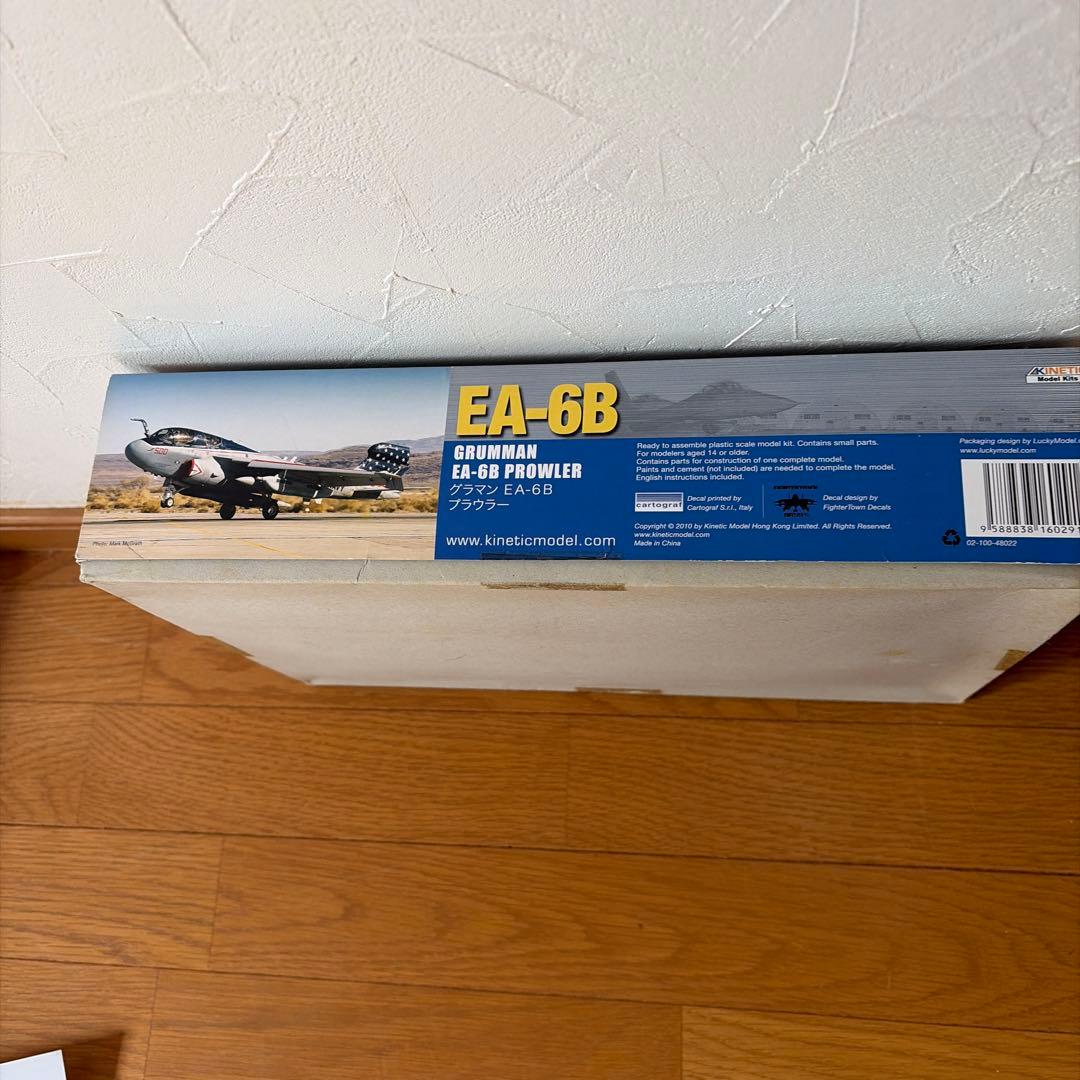 EA-6B
GRUMMAN
EA-6B PROWLER
グラマン EA-6B
プラウラー
www.kineticmodel.com
500
Photo: Mark McGrath
Ready to assemble plastic scale model kit. Contains small parts.
For modelers aged 14 or older.
Contains parts for construction of one complete model.
Paints and cement (not included) are needed to complete the model.
English instructions included.
cartograf
Decal printed by
Cartograf S.r.l., Italy
Decal design by
FighterTown Decals
Copyright © 2010 by Kinetic Model Hong Kong Limited. All Rights Reserved.
www.kineticmodel.com
Made in China
KINETIC
Model Kits
Packaging design by LuckyModel.
www.luckymodel.com
9 588838 16029
02-100-48022